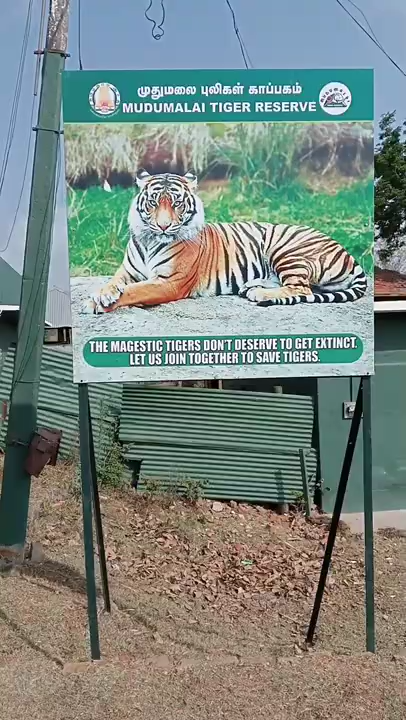 முதுமலை புலிகள் காப்பகம்
MUDUMALAI TIGER RESERVE
THE MAGESTIC TIGERS DON'T DESERVE TO GET EXTINCT.
LET US JOIN TOGETHER TO SAVE TIGERS.